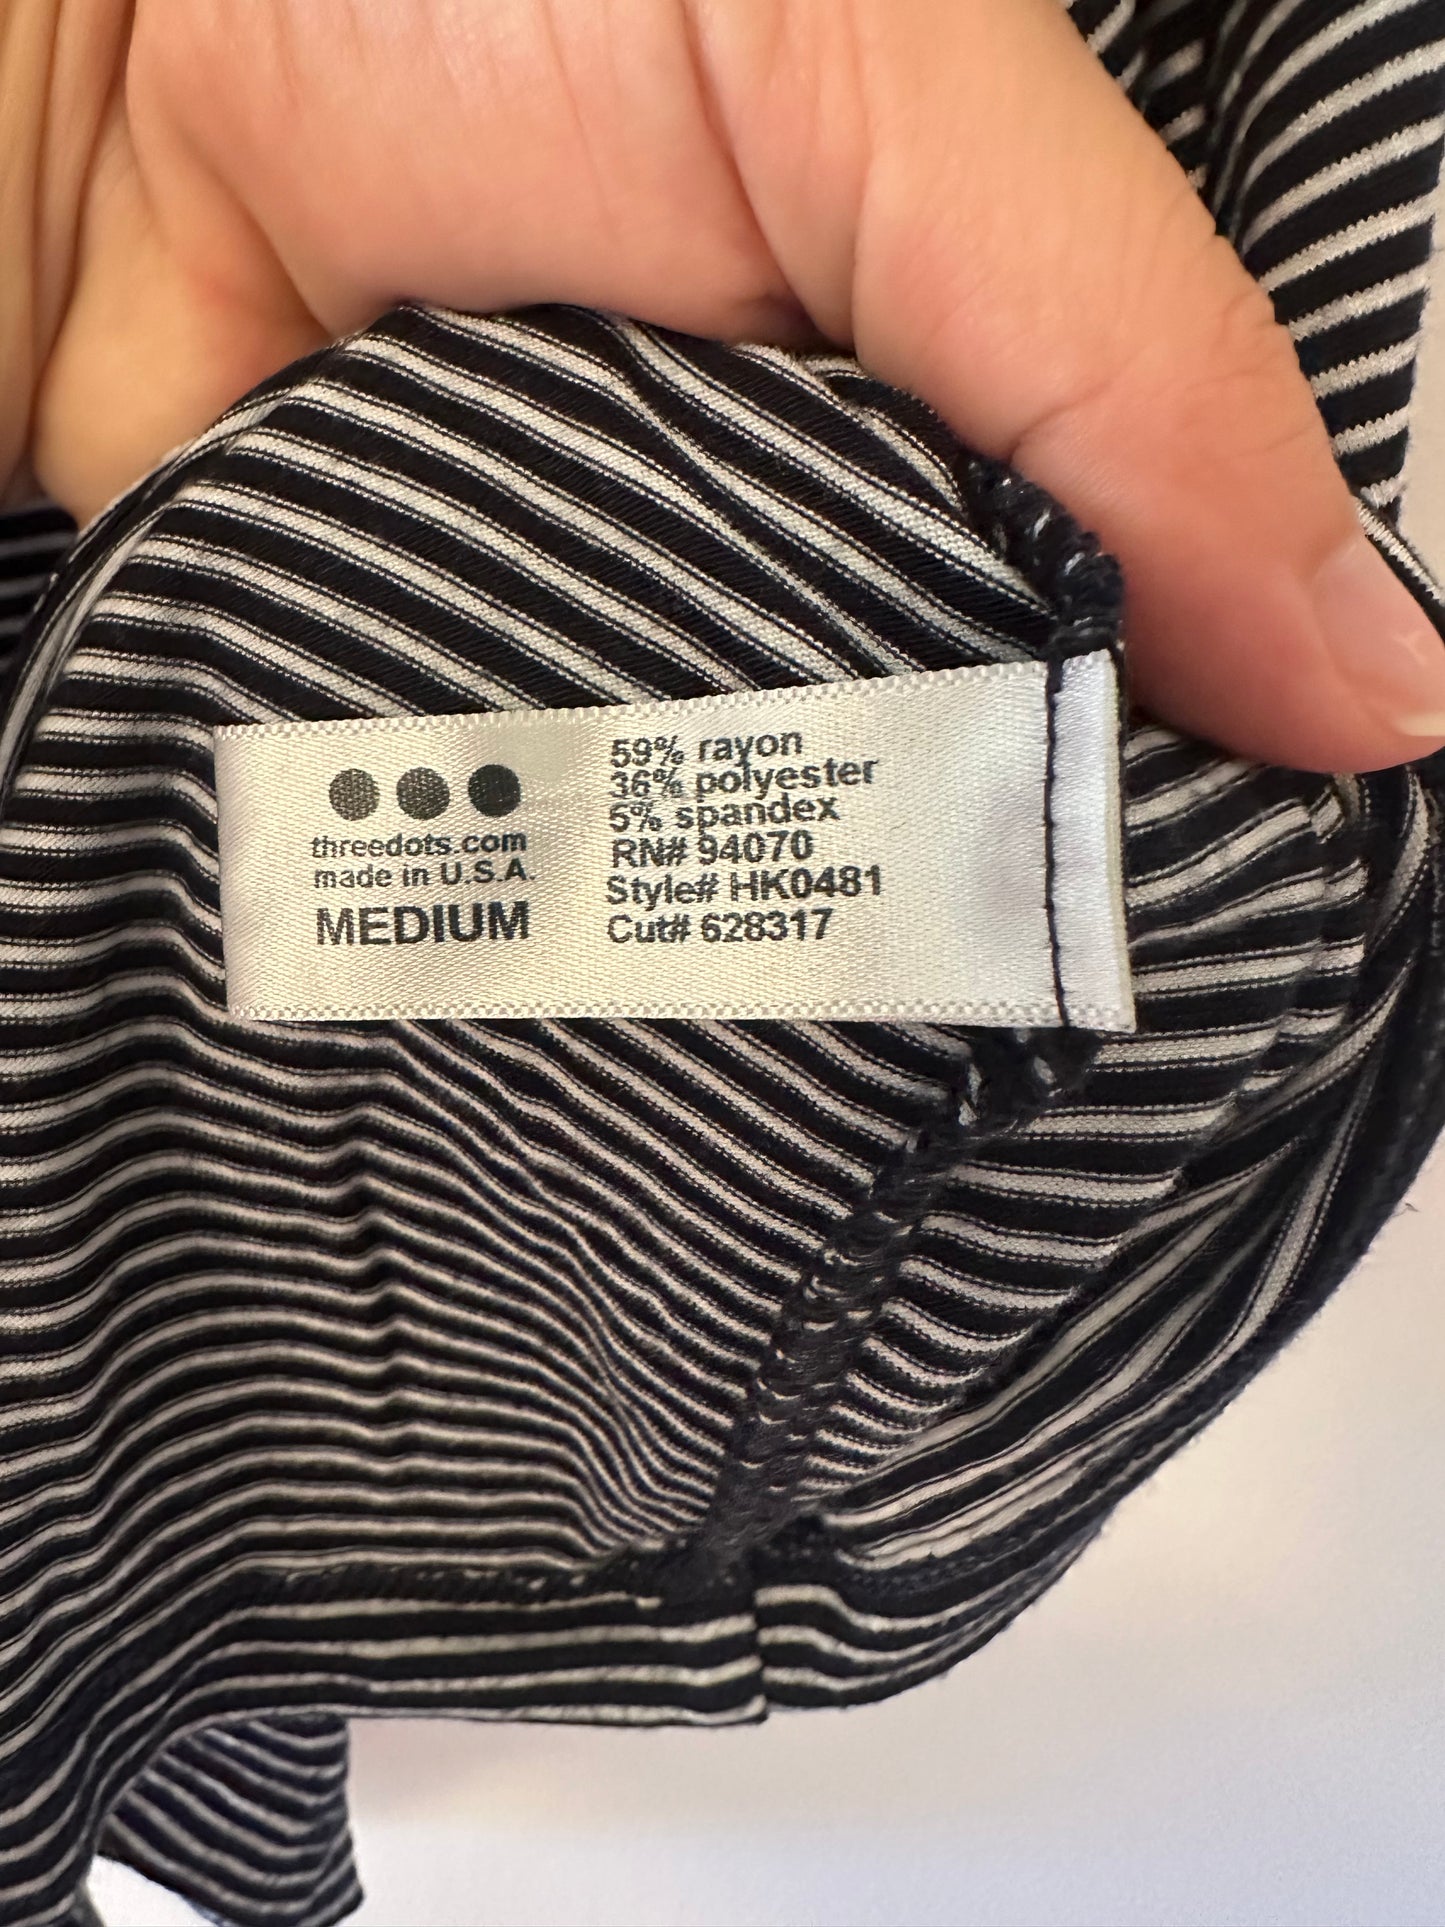 threedots.com
made in U.S.A.
MEDIUM
59% rayon
36% polyester
5% spandex
RN# 94070
Style# HK0481
Cut# 628317